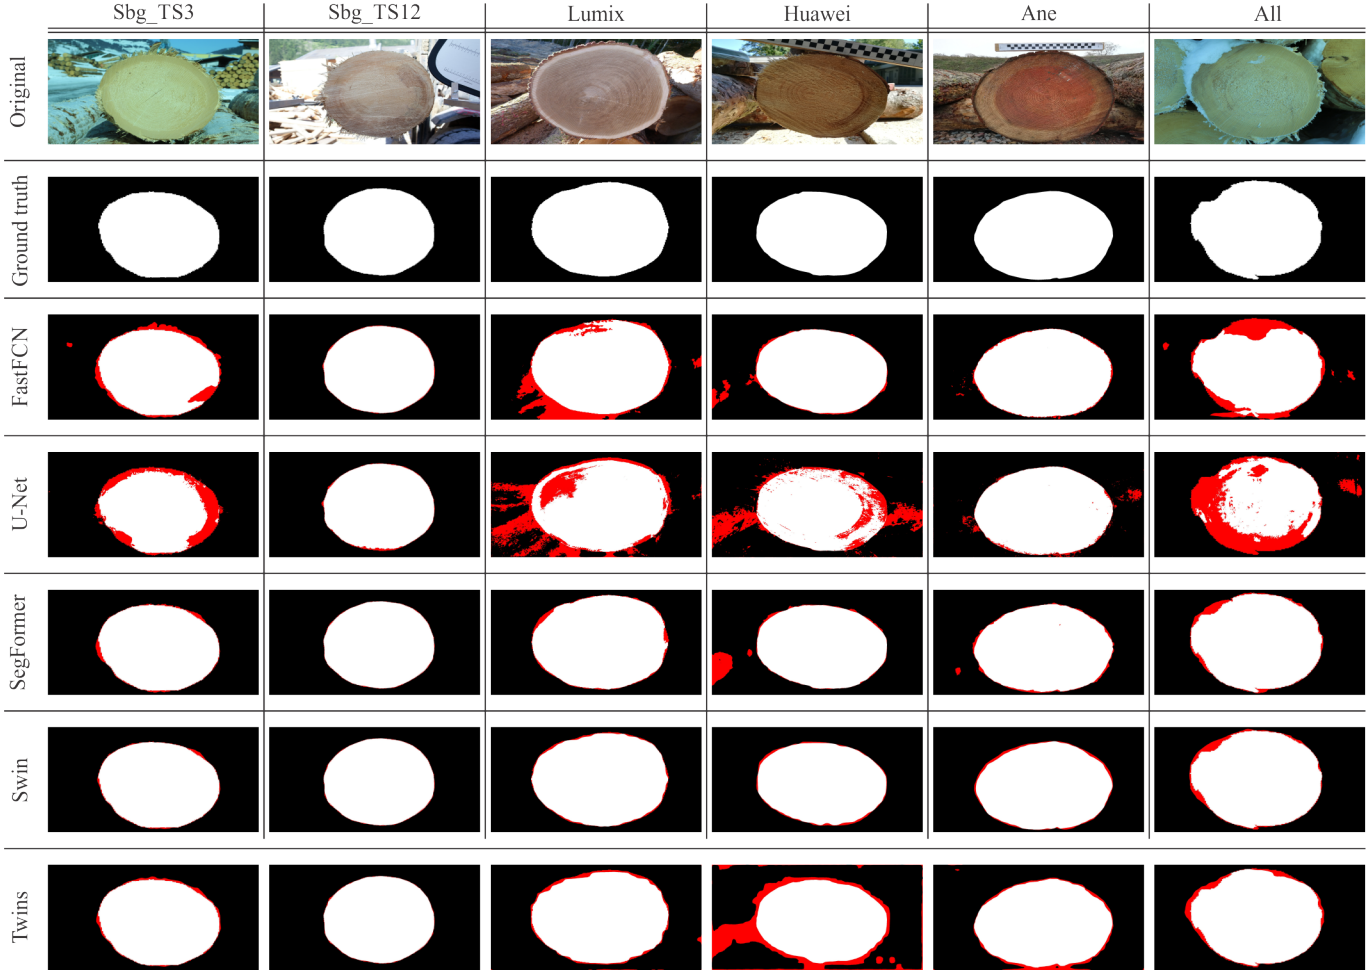 Sbg_TS3 Sbg_TS12 Lumix Huawei Ane All
Original
Ground truth
FastFCN
U-Net
SegFormer
Swin
Twins